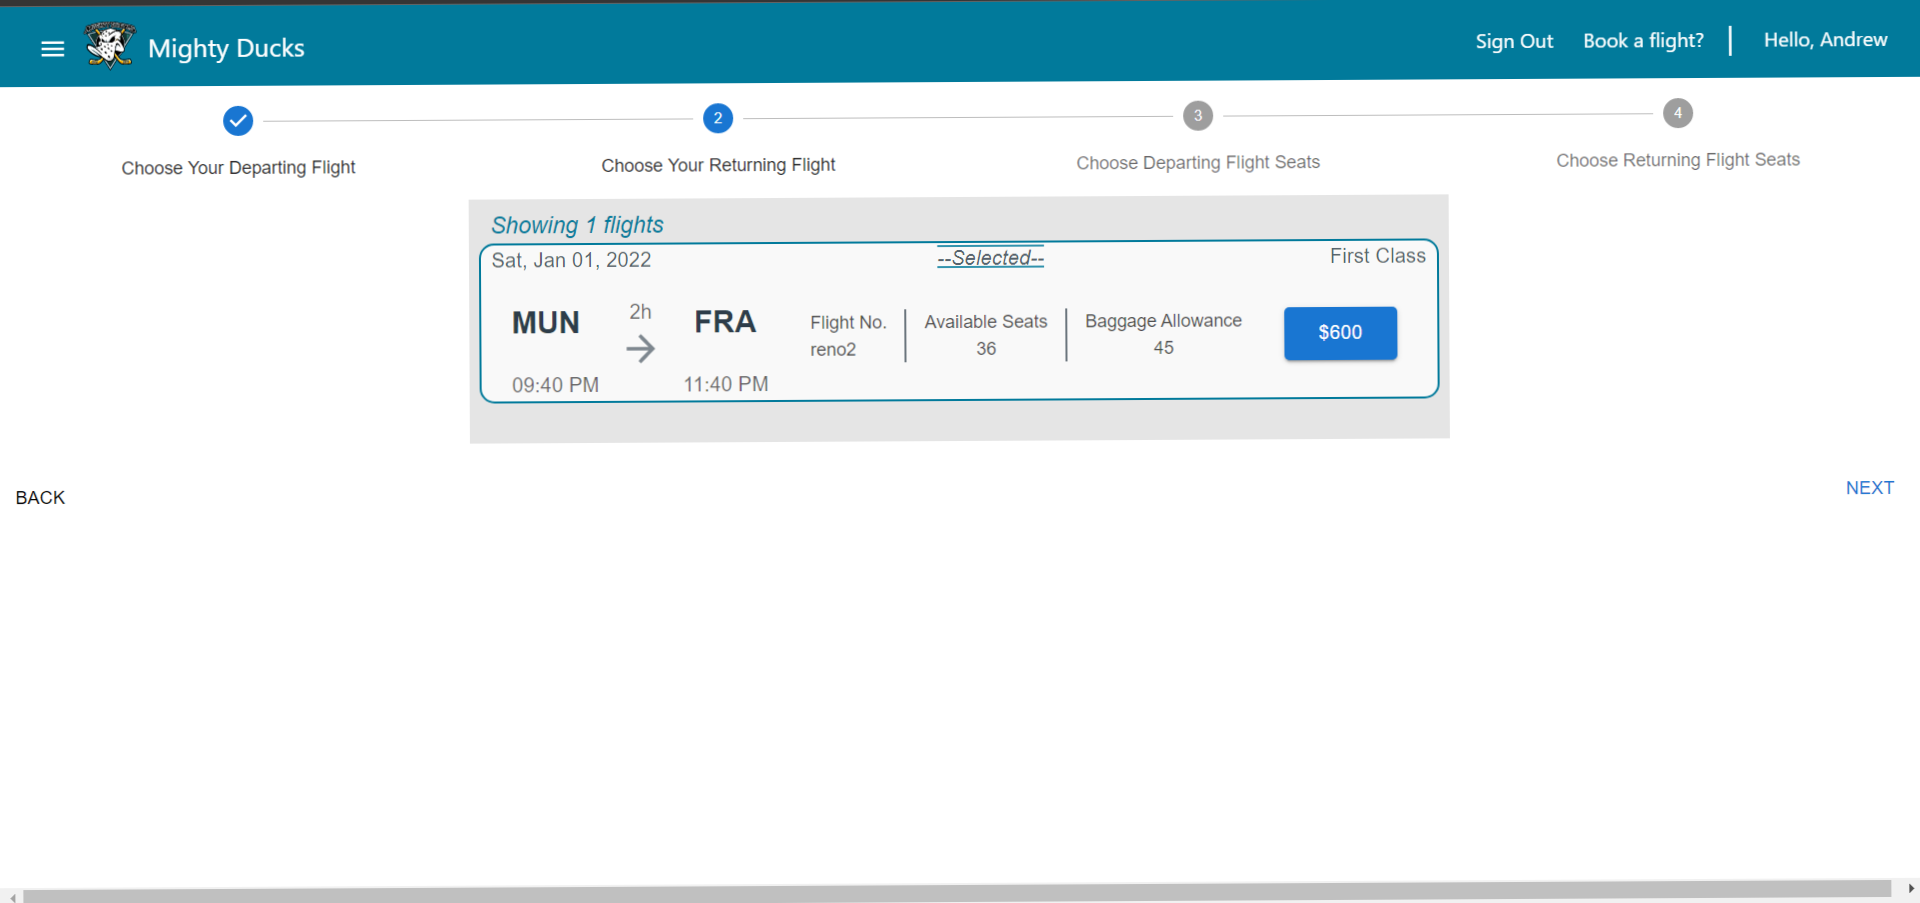 Mighty Ducks
Sign Out Book a flight? Hello, Andrew
2 3 4
Choose Your Departing Flight Choose Your Returning Flight Choose Departing Flight Seats Choose Returning Flight Seats
Showing 1 flights
Sat, Jan 01, 2022 --Selected-- First Class
MUN 2h FRA Flight No. Available Seats Baggage Allowance $600
reno2 36 45
09:40 PM 11:40 PM
BACK NEXT